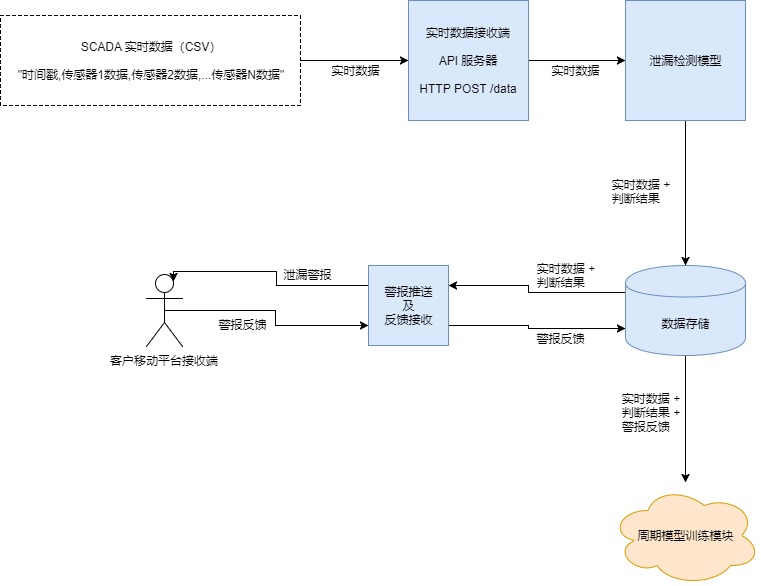 SCADA 实时数据（CSV）
"时间戳,传感器1数据,传感器2数据,...传感器N数据"
实时数据
实时数据接收端
API 服务器
HTTP POST /data
实时数据
泄漏检测模型
实时数据 +
判断结果
泄漏警报
警报推送
及
反馈接收
实时数据 +
判断结果
数据存储
警报反馈
警报反馈
客户移动平台接收端
实时数据 +
判断结果 +
警报反馈
周期模型训练模块